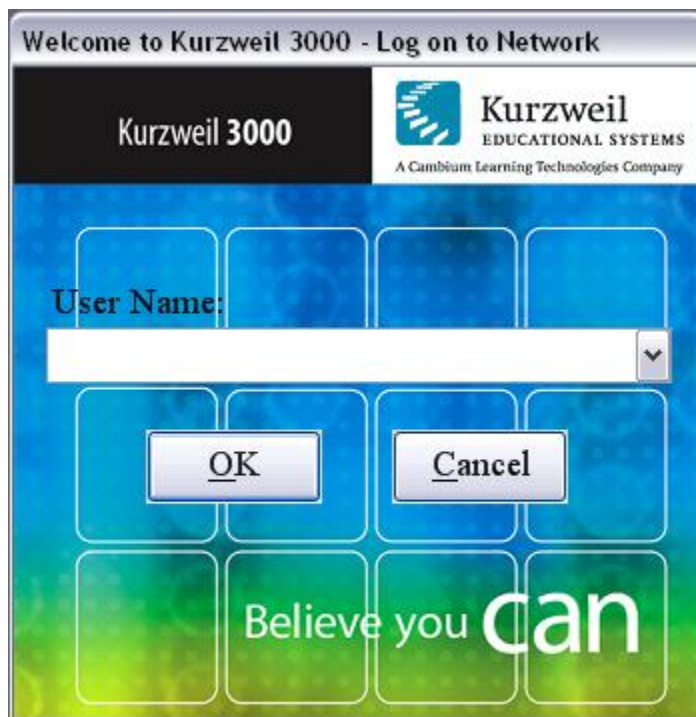 Welcome to Kurzweil 3000 - Log on to Network
Kurzweil 3000
Kurzweil
EDUCATIONAL SYSTEMS
A Cambium Learning Technologies Company
User Name:
OK
Cancel
Believe you can